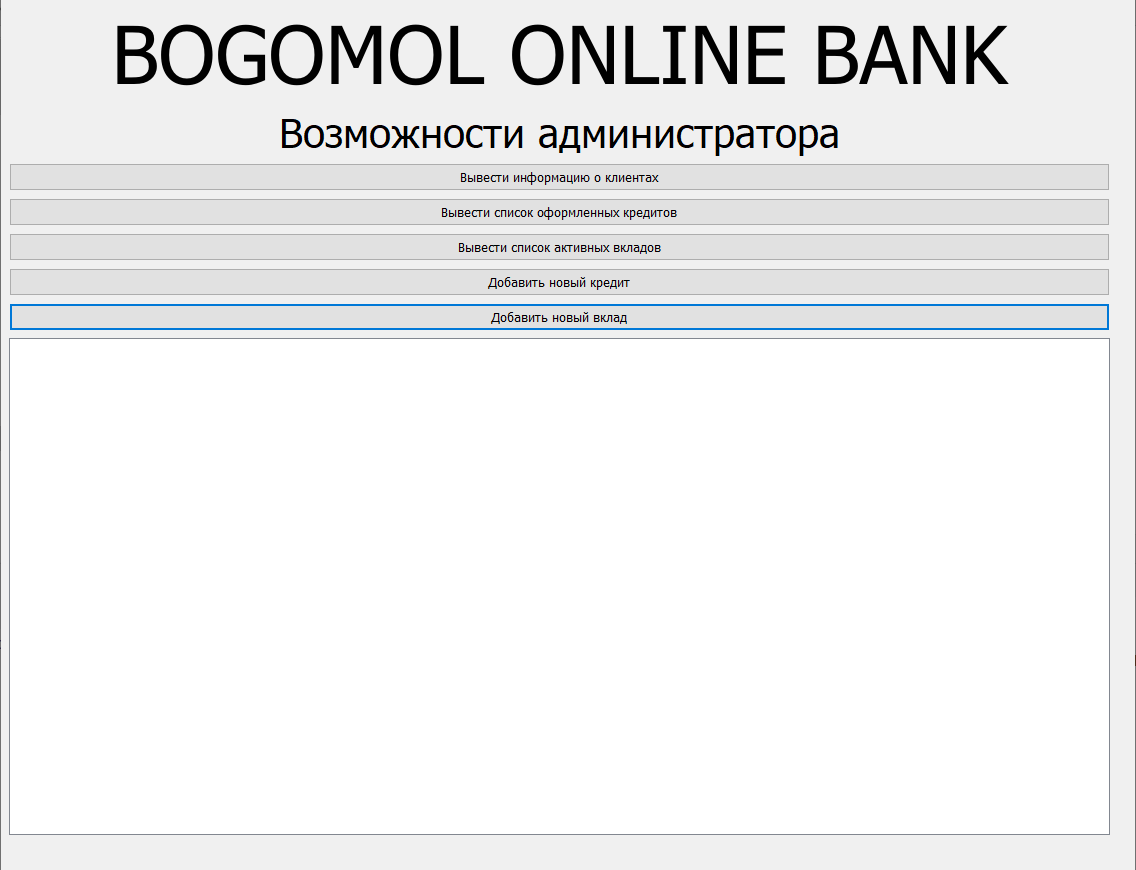 BOGOMOL ONLINE BANK
Возможности администратора
Вывести информацию о клиентах
Вывести список оформленных кредитов
Вывести список активных вкладов
Добавить новый кредит
Добавить новый вклад